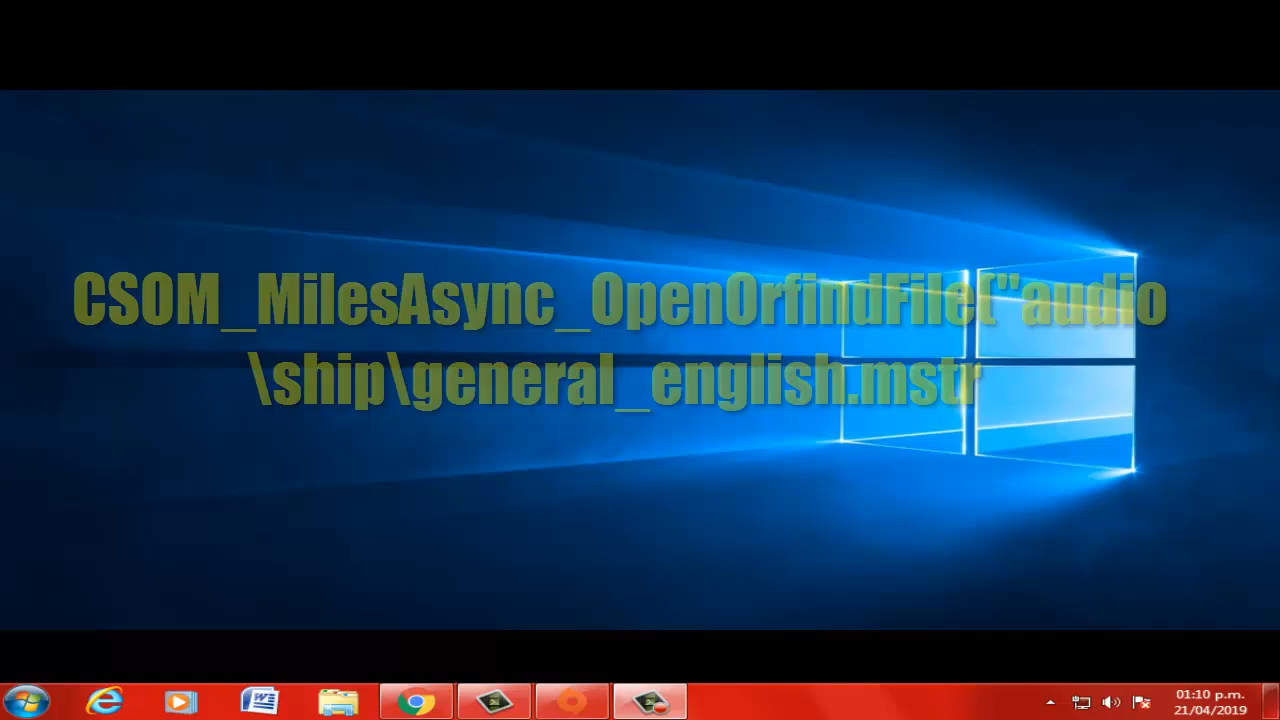 CSOM_MilesAsync_OpenOrfindFile("audio
\ship\general_english.mstr
01:10 p.m.
21/04/2019